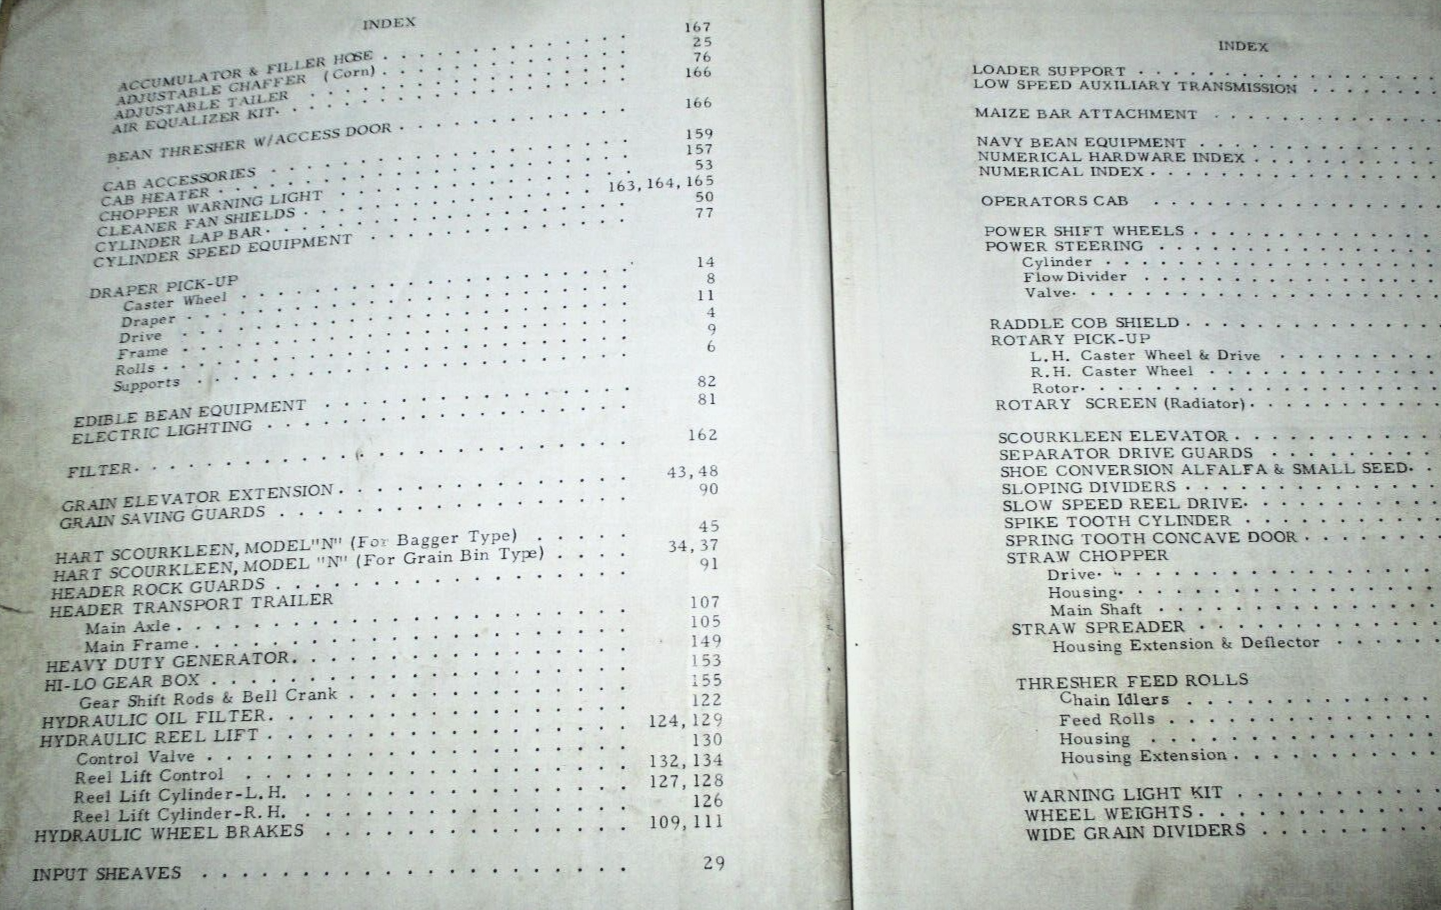 INDEX
ACCUMULATOR & FILLER HOSE . . . . . . . . . . 167
ADJUSTABLE CHAFFER (Corn) . . . . . . . . . . 25
ADJUSTABLE TAILER . . . . . . . . . . 76
AIR EQUALIZER KIT . . . . . . . . . . 166
BEAN THRESHER W/ACCESS DOOR . . . . . . . . . . 166
CAB ACCESSORIES . . . . . . . . . . 159
CAB HEATER . . . . . . . . . . 157
CHOPPER WARNING LIGHT . . . . . . . . . . 53
CLEANER FAN SHIELDS . . . . . . . . . . 163, 164, 165
CYLINDER LAP BAR . . . . . . . . . . 50
CYLINDER SPEED EQUIPMENT . . . . . . . . . . 77
DRAPER PICK-UP
Caster Wheel . . . . . . . . . . 14
Draper . . . . . . . . . . 8
Drive . . . . . . . . . . 11
Frame . . . . . . . . . . 4
Rolls . . . . . . . . . . 9
Supports . . . . . . . . . . 6
EDIBLE BEAN EQUIPMENT . . . . . . . . . . 82
ELECTRIC LIGHTING . . . . . . . . . . 81
FILTER . . . . . . . . . . 162
GRAIN ELEVATOR EXTENSION . . . . . . . . . . 43, 48
GRAIN SAVING GUARDS . . . . . . . . . . 90
HART SCOURKLEEN, MODEL "N" (For Bagger Type) . . . . . 45
HART SCOURKLEEN, MODEL "N" (For Grain Bin Type) . . . . 34, 37
HEADER ROCK GUARDS . . . . . . . . . . 91
HEADER TRANSPORT TRAILER
Main Axle . . . . . . . . . . 107
Main Frame . . . . . . . . . . 105
HEAVY DUTY GENERATOR . . . . . . . . . . 149
HI-LO GEAR BOX . . . . . . . . . . 153
Gear Shift Rods & Bell Crank . . . . . . . . . . 155
HYDRAULIC OIL FILTER . . . . . . . . . . 122
HYDRAULIC REEL LIFT . . . . . . . . . . 124, 129
Control Valve . . . . . . . . . . 130
Reel Lift Control . . . . . . . . . . 132, 134
Reel Lift Cylinder-L. H. . . . . . . . . . . 127, 128
Reel Lift Cylinder-R. H. . . . . . . . . . . 126
HYDRAULIC WHEEL BRAKES . . . . . . . . . . 109, 111
INPUT SHEAVES . . . . . . . . . . 29
INDEX
LOADER SUPPORT . . . . . . . . . .
LOW SPEED AUXILIARY TRANSMISSION . . . . . . .
MAIZE BAR ATTACHMENT . . . . . . . . . .
NAVY BEAN EQUIPMENT . . . . . . . . . .
NUMERICAL HARDWARE INDEX . . . . . . . . . .
NUMERICAL INDEX . . . . . . . . . .
OPERATORS CAB . . . . . . . . . .
POWER SHIFT WHEELS . . . . . . . . . .
POWER STEERING . . . . . . . . . .
Cylinder . . . . . . . . . .
Flow Divider . . . . . . . . . .
Valve . . . . . . . . . .
RADDLE COB SHIELD . . . . . . . . . .
ROTARY PICK-UP
L. H. Caster Wheel & Drive . . . . . . . .
R. H. Caster Wheel . . . . . . . . . .
Rotor . . . . . . . . . .
ROTARY SCREEN (Radiator) . . . . . . . . . .
SCOURKLEEN ELEVATOR . . . . . . . . . .
SEPARATOR DRIVE GUARDS . . . . . . . . . .
SHOE CONVERSION ALFALFA & SMALL SEED . .
SLOPING DIVIDERS . . . . . . . . . .
SLOW SPEED REEL DRIVE . . . . . . . . . .
SPIKE TOOTH CYLINDER . . . . . . . . . .
SPRING TOOTH CONCAVE DOOR . . . . . . . .
STRAW CHOPPER
Drive . . . . . . . . . .
Housing . . . . . . . . . .
Main Shaft . . . . . . . . . .
STRAW SPREADER . . . . . . . . . .
Housing Extension & Deflector . . . . . .
THRESHER FEED ROLLS
Chain Idlers . . . . . . . . . .
Feed Rolls . . . . . . . . . .
Housing . . . . . . . . . .
Housing Extension . . . . . . . . . .
WARNING LIGHT KIT . . . . . . . . . .
WHEEL WEIGHTS . . . . . . . . . .
WIDE GRAIN DIVIDERS . . . . . . . . . .